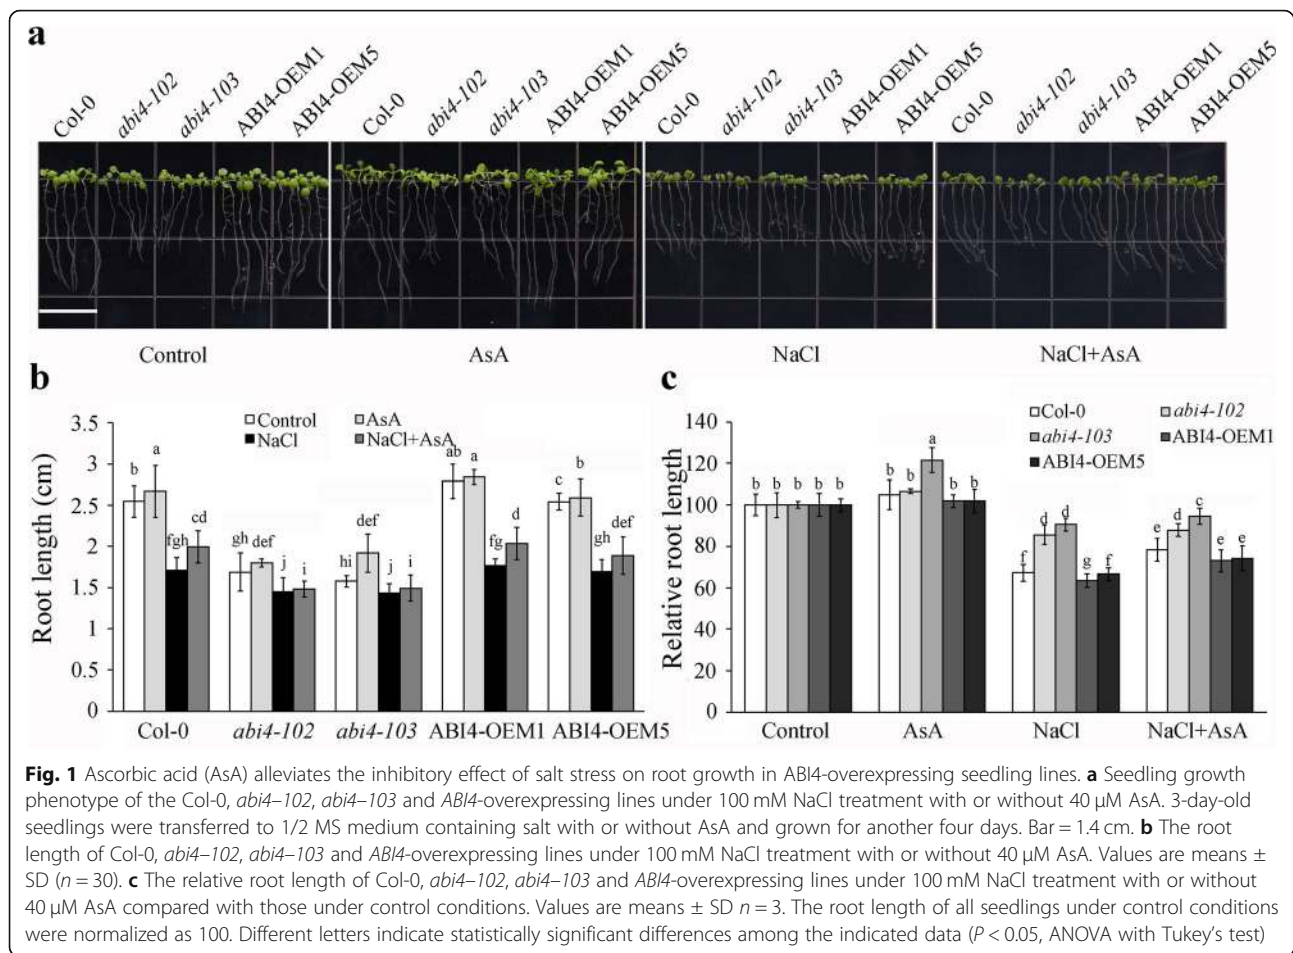 a
Col-0 abi4-102 abi4-103 ABI4-OEM1 ABI4-OEM5 Col-0 abi4-102 abi4-103 ABI4-OEM1 ABI4-OEM5 Col-0 abi4-102 abi4-103 ABI4-OEM1 ABI4-OEM5 Col-0 abi4-102 abi4-103 ABI4-OEM1 ABI4-OEM5
Control AsA NaCl NaCl+AsA
b
Root length (cm)
3.5
3
2.5
2
1.5
1
0.5
0
Control AsA
NaCl NaCl+AsA
b a fgh cd gh def j i hi def j i ab a fg d c b gh def
Col-0 abi4-102 abi4-103 ABI4-OEM1 ABI4-OEM5
c
Relative root length
140
120
100
80
60
40
20
0
Col-0 abi4-102
abi4-103 ABI4-OEM1
ABI4-OEM5
b b b b b b b a b b f d d g f e d c e e
Control AsA NaCl NaCl+AsA
Fig. 1 Ascorbic acid (AsA) alleviates the inhibitory effect of salt stress on root growth in ABI4-overexpressing seedling lines. a Seedling growth
phenotype of the Col-0, abi4–102, abi4–103 and ABI4-overexpressing lines under 100 mM NaCl treatment with or without 40 μM AsA. 3-day-old
seedlings were transferred to 1/2 MS medium containing salt with or without AsA and grown for another four days. Bar = 1.4 cm. b The root
length of Col-0, abi4–102, abi4–103 and ABI4-overexpressing lines under 100 mM NaCl treatment with or without 40 μM AsA. Values are means ±
SD (n = 30). c The relative root length of Col-0, abi4–102, abi4–103 and ABI4-overexpressing lines under 100 mM NaCl treatment with or without
40 μM AsA compared with those under control conditions. Values are means ± SD n = 3. The root length of all seedlings under control conditions
were normalized as 100. Different letters indicate statistically significant differences among the indicated data (P < 0.05, ANOVA with Tukey's test)